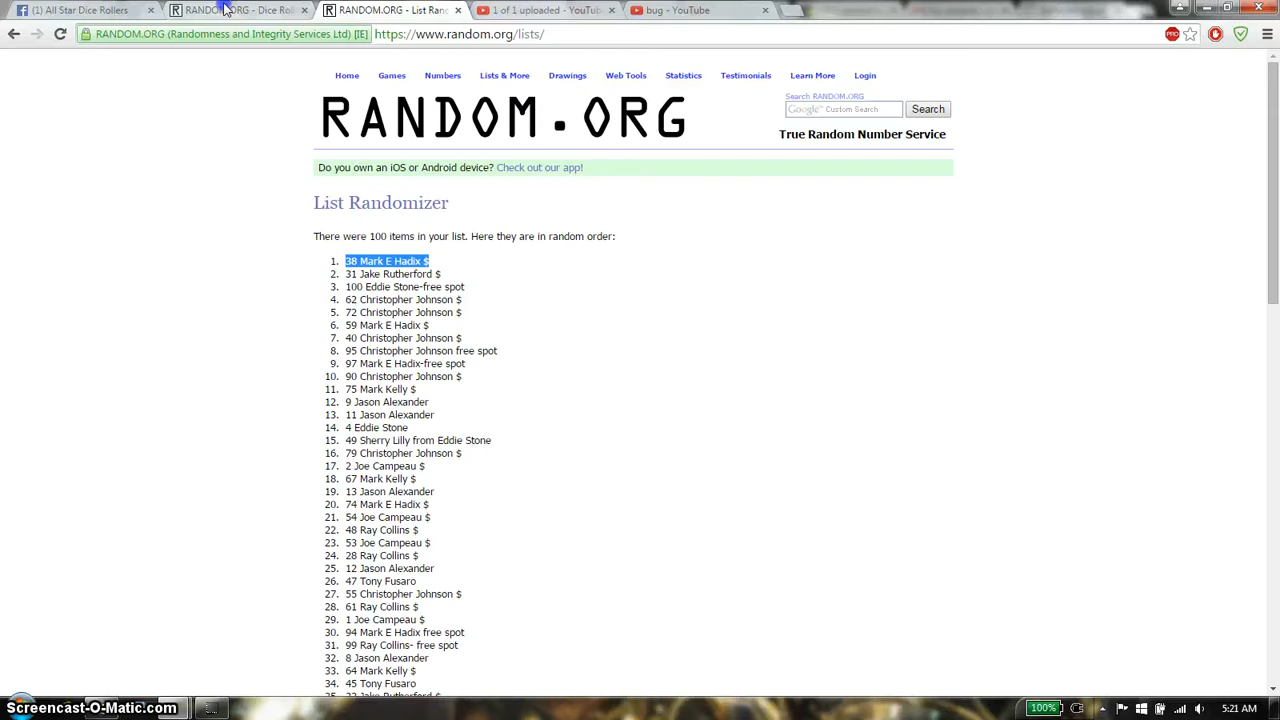 (1) All Star Dice Rollers
RANDOM.ORG - Dice Roll
RANDOM.ORG - List Ran
1 of 1 uploaded - YouTub
bug - YouTube
RANDOM.ORG (Randomness and Integrity Services Ltd) [IE]
https://www.random.org/lists/
PRO
Home Games Numbers Lists & More Drawings Web Tools Statistics Testimonials Learn More Login
RANDOM.ORG
Search RANDOM.ORG
Google™ Custom Search
Search
True Random Number Service
Do you own an iOS or Android device? Check out our app!
List Randomizer
There were 100 items in your list. Here they are in random order:
1. 38 Mark E Hadix $
2. 31 Jake Rutherford $
3. 100 Eddie Stone-free spot
4. 62 Christopher Johnson $
5. 72 Christopher Johnson $
6. 59 Mark E Hadix $
7. 40 Christopher Johnson $
8. 95 Christopher Johnson free spot
9. 97 Mark E Hadix-free spot
10. 90 Christopher Johnson $
11. 75 Mark Kelly $
12. 9 Jason Alexander
13. 11 Jason Alexander
14. 4 Eddie Stone
15. 49 Sherry Lilly from Eddie Stone
16. 79 Christopher Johnson $
17. 2 Joe Campeau $
18. 67 Mark Kelly $
19. 13 Jason Alexander
20. 74 Mark E Hadix $
21. 54 Joe Campeau $
22. 48 Ray Collins $
23. 53 Joe Campeau $
24. 28 Ray Collins $
25. 12 Jason Alexander
26. 47 Tony Fusaro
27. 55 Christopher Johnson $
28. 61 Ray Collins $
29. 1 Joe Campeau $
30. 94 Mark E Hadix free spot
31. 99 Ray Collins- free spot
32. 8 Jason Alexander
33. 64 Mark Kelly $
34. 45 Tony Fusaro
Screencast-O-Matic.com
100%
5:21 AM